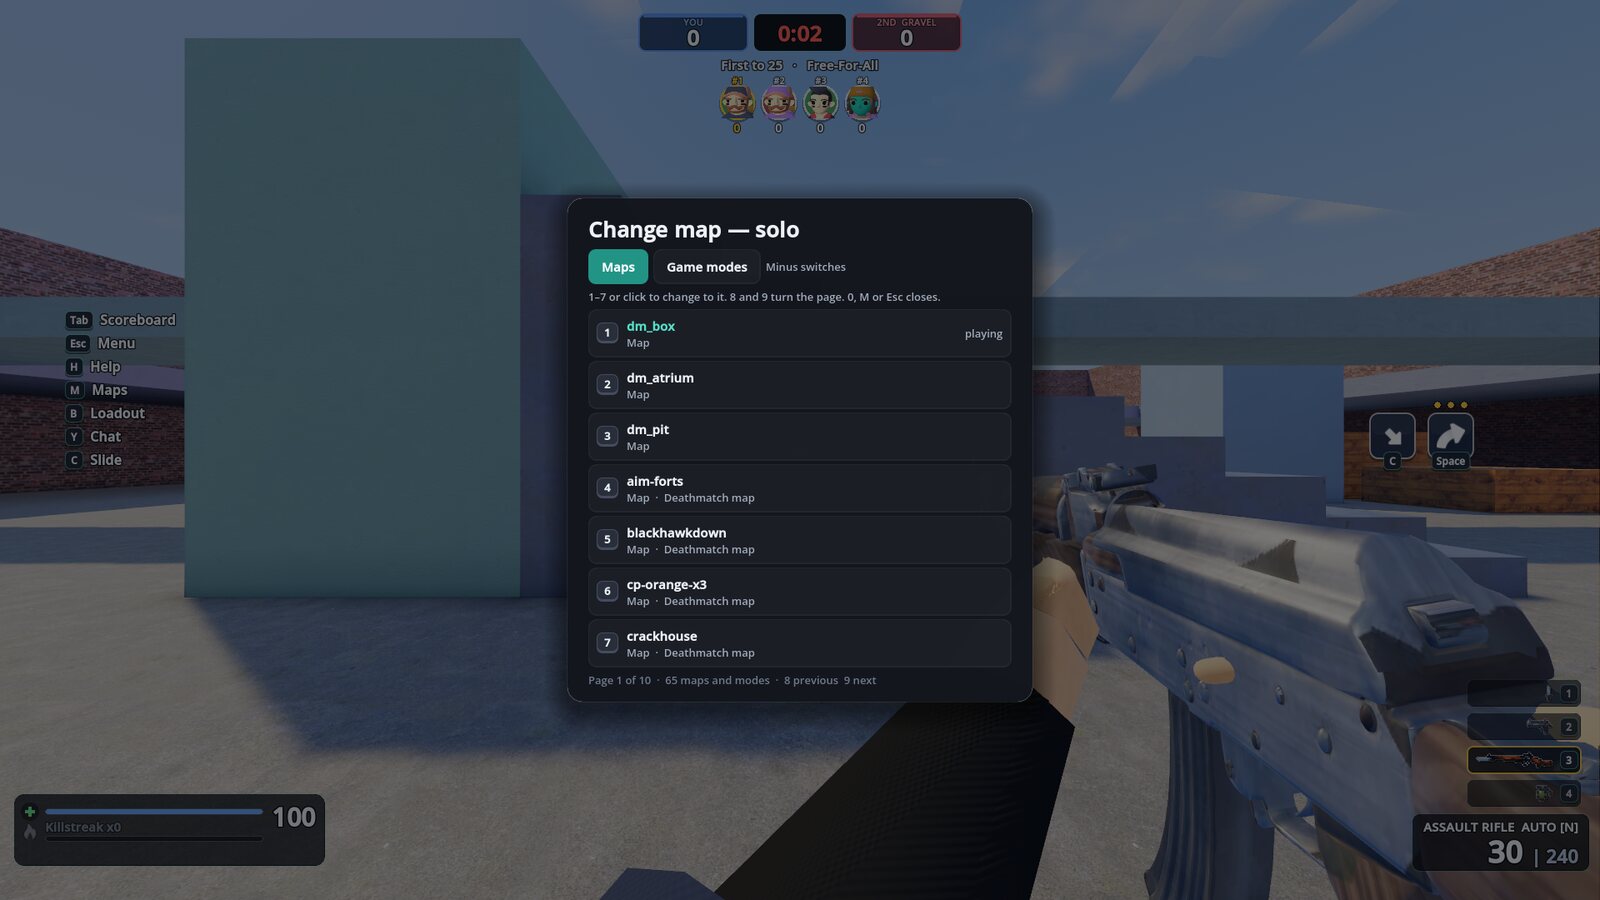 YOU
0
0:02
2ND GRAVEL
0
First to 25 · Free-For-All
#1 #2 #3 #4
0 0 0 0
Change map — solo
Maps
Game modes
Minus switches
1–7 or click to change to it. 8 and 9 turn the page. 0, M or Esc closes.
1
dm_box
Map
playing
2
dm_atrium
Map
3
dm_pit
Map
4
aim-forts
Map · Deathmatch map
5
blackhawkdown
Map · Deathmatch map
6
cp-orange-x3
Map · Deathmatch map
7
crackhouse
Map · Deathmatch map
Page 1 of 10 · 65 maps and modes · 8 previous 9 next
Tab Scoreboard
Esc Menu
H Help
M Maps
B Loadout
Y Chat
C Slide
C
Space
1
2
3
4
100
Killstreak x0
ASSAULT RIFLE AUTO [N]
30 | 240